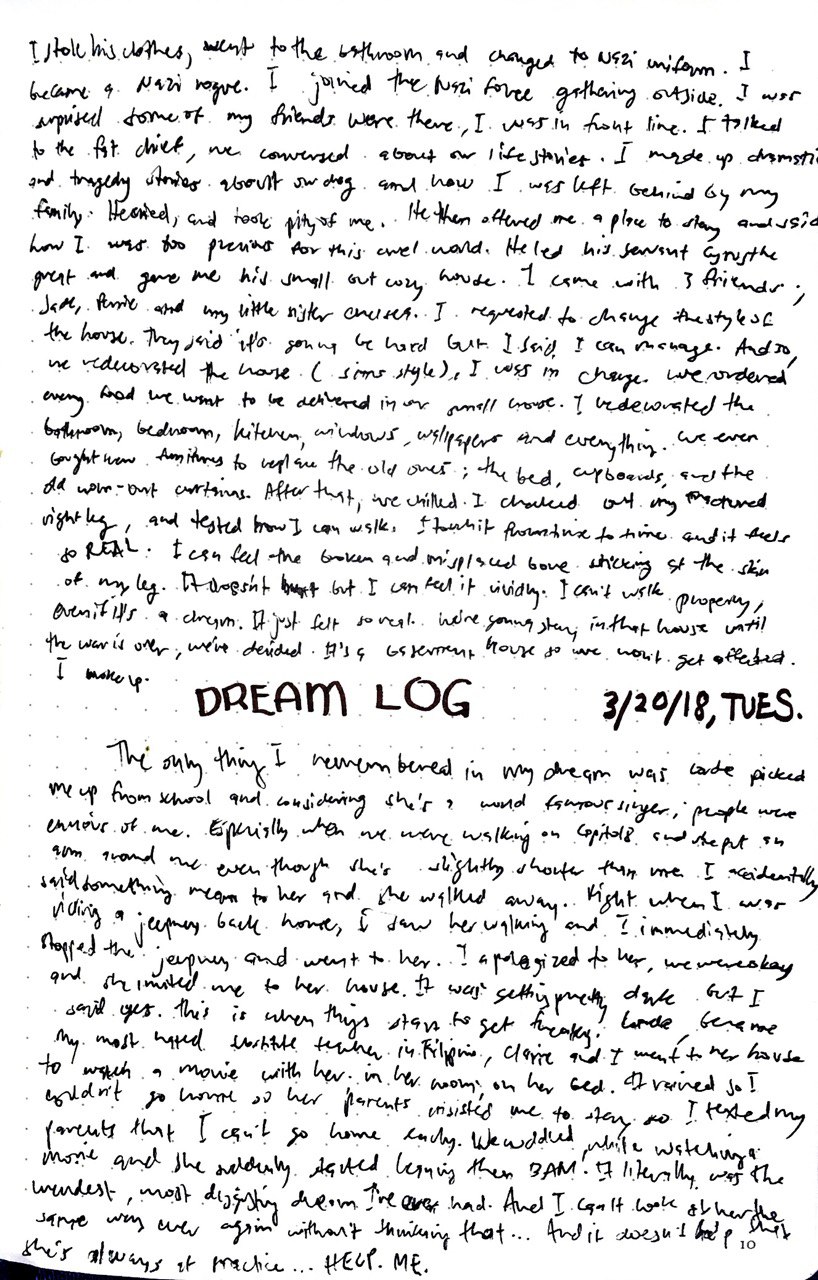 I stole his clothes, went to the bathroom and changed to Nazi uniform. I
became a Nazi rogue. I joined the Nazi force gathering outside. I was
surprised some of my friends were there, I was in front line. I talked
to the fat chief, we conversed about our life stories. I made up dramatic
and tragedy stories about our dog and how I was left behind by my
family. He cried, and took pity of me. He then offered me a place to stay and said
how I was too precious for this cruel world. He led his servant Cyrus the
great and gave me his small but cozy house. I came with 3 friends;
Jade, Perrie and my little sister Chelsea. I requested to change the style of
the house. They said it's gonna be hard but I said I can manage. And so,
we redecorated the house (sims style), I was in charge. We ordered
every food we want to be delivered in our small house. I redecorated the
bathroom, bedroom, kitchen, windows, wallpapers and everything. We even
bought new furnitures to replace the old ones; the bed, cupboards, and the
old worn-out curtains. After that, we chilled. I checked out my fractured
right leg, and tested how I can walk. I touch it from time to time and it feels
so REAL. I can feel the broken and misplaced bone sticking at the skin
of my leg. It doesn't hurt but I can feel it vividly. I can't walk properly,
even if it's a dream. It just felt so real. We're gonna stay in that house until
the war is over, we've decided. It's a basement house so we won't get affected.
I woke up.
DREAM LOG 3/20/18, TUES.
The only thing I remembered in my dream was Lorde picked
me up from school and considering she's a world famous singer, people were
envious of me. Especially when we were walking on Capitol8 and she put an
arm around me even though she's slightly shorter than me. I accidentally
said something mean to her and she walked away. Right when I was
riding a jeepney back home, I saw her walking and I immediately
stopped the jeepney and went to her. I apologized to her, we were okay
and she invited me to her house. It was getting pretty dark but I
said yes. This is when things start to get freaky. Lorde, became
my most hated substitute teacher in Filipino, Claire and I went to her house
to watch a movie with her. in her room, on her bed. It rained so I
couldn't go home so her parents insisted me to stay so I texted my
parents that I can't go home early. We cuddled, while watching a
movie and she suddenly started leaning then BAM. It literally was the
weirdest, most disgusting dream I've ever had. And I can't look at her the
same way ever again without thinking that... And it doesn't help that
she's always at practice... HELP. ME.
10